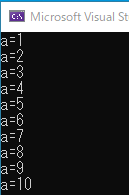 Microsoft Visual St
a=1
a=2
a=3
a=4
a=5
a=6
a=7
a=8
a=9
a=10